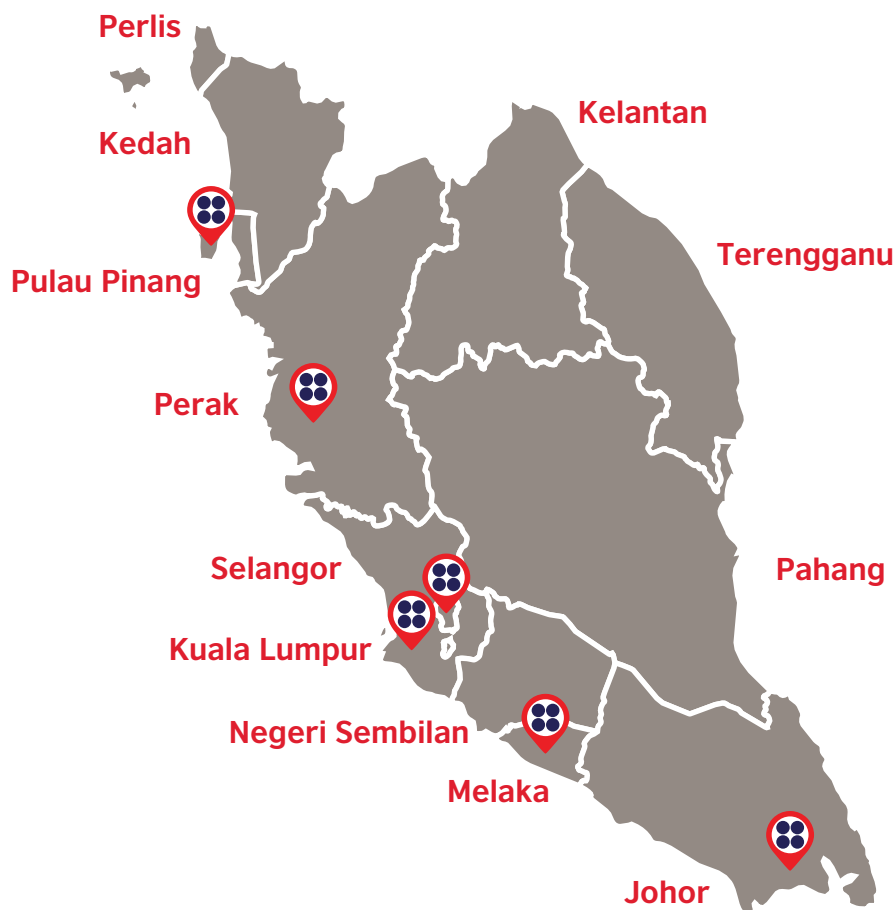 Perlis
Kelantan
Kedah
Terengganu
Pulau Pinang
Perak
Selangor
Pahang
Kuala Lumpur
Negeri Sembilan
Melaka
Johor